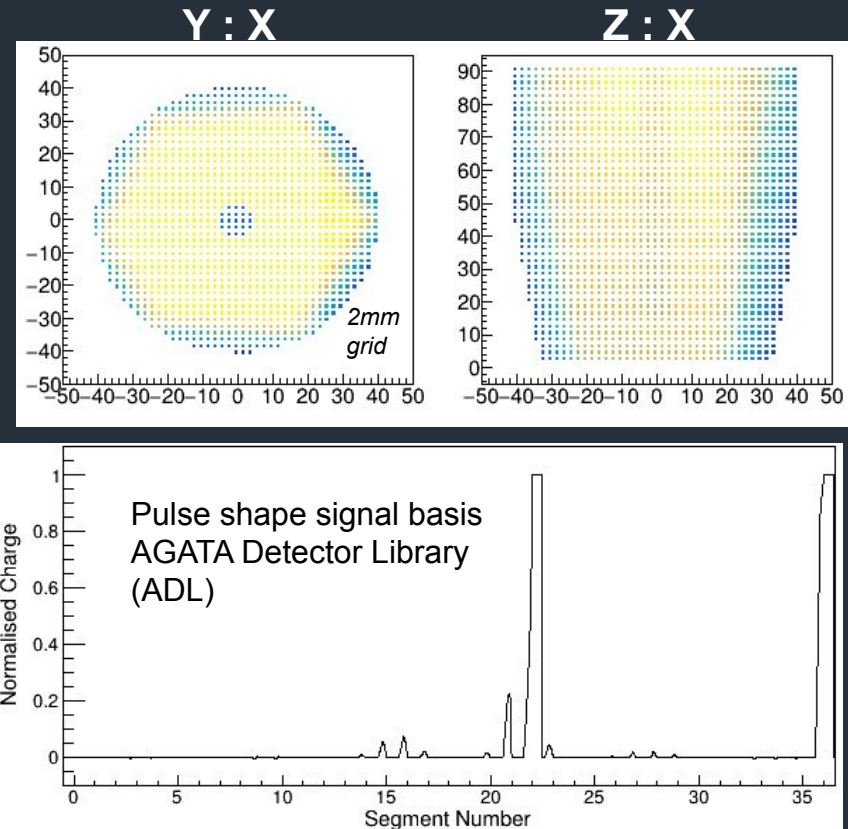 Y : X
Z : X
50
40
30
20
10
0
−10
−20
−30
−40
−50
−50−40−30−20−10 0 10 20 30 40 50
2mm
grid
90
80
70
60
50
40
30
20
10
0
−50−40−30−20−10 0 10 20 30 40 50
Pulse shape signal basis
AGATA Detector Library
(ADL)
Normalised Charge
1
0.8
0.6
0.4
0.2
0
0 5 10 15 20 25 30 35
Segment Number